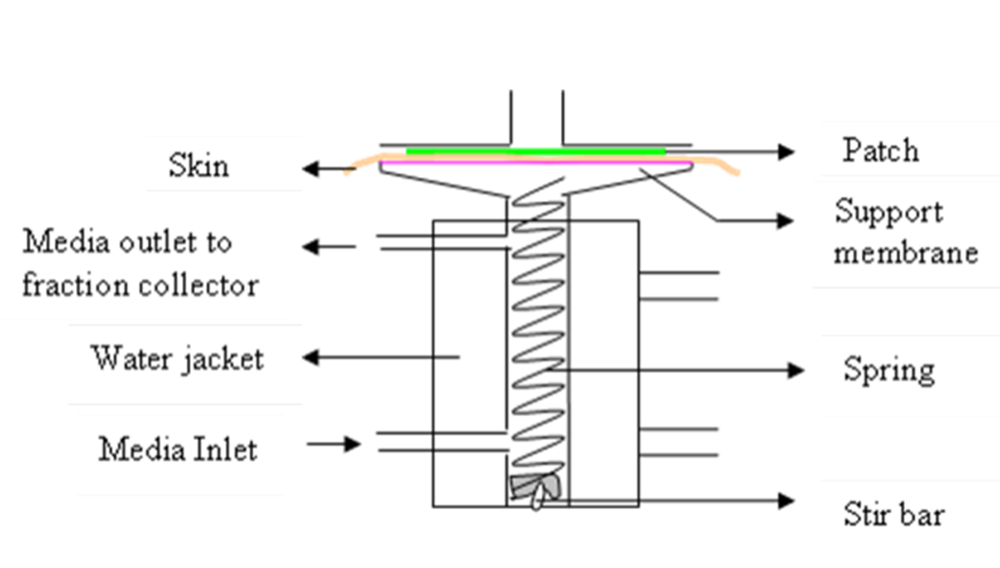 Skin
Media outlet to
fraction collector
Water jacket
Media Inlet
Patch
Support
membrane
Spring
Stir bar